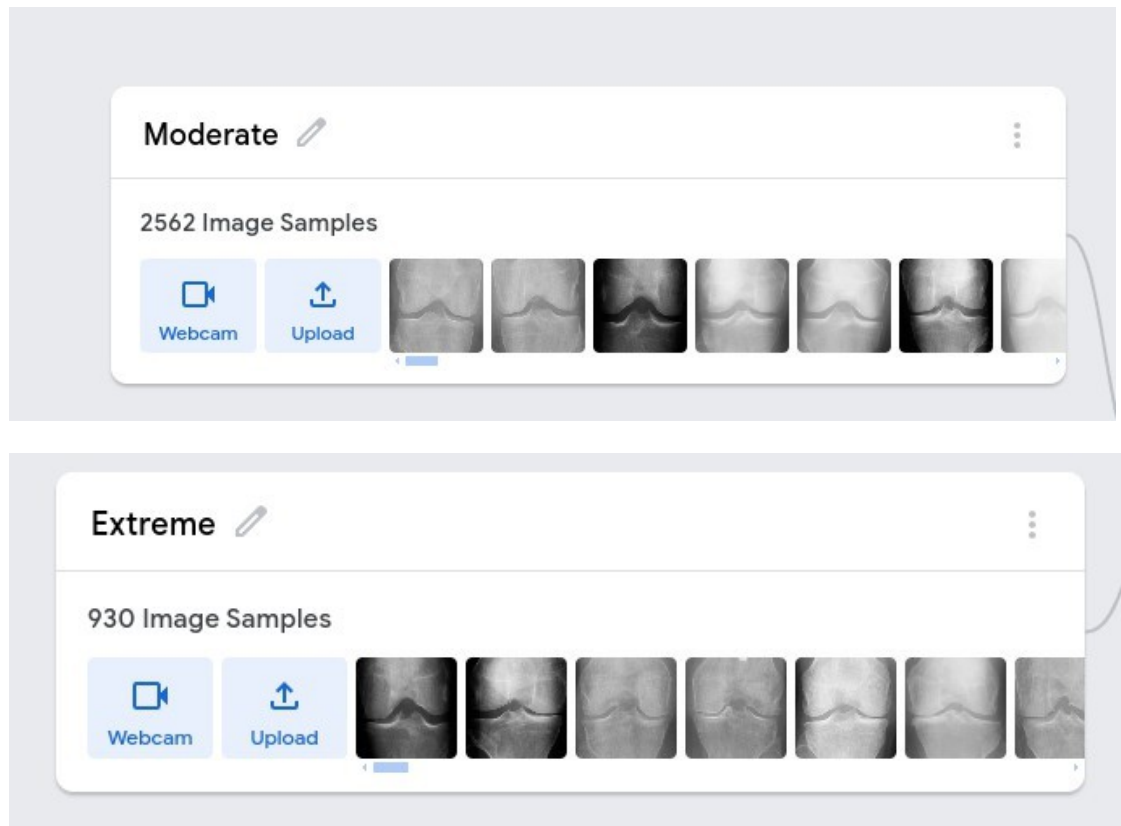 Moderate
2562 Image Samples
Webcam
Upload
Extreme
930 Image Samples
Webcam
Upload